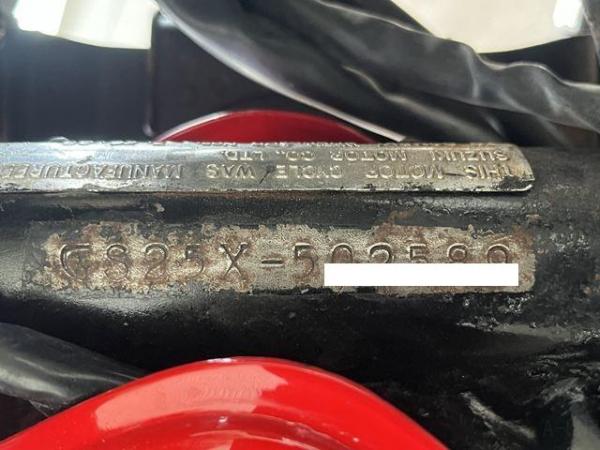 THIS MOTOR CYCLE WAS MANUFACTURED
SUZUKI MOTOR CO., LTD.
GS25X-5